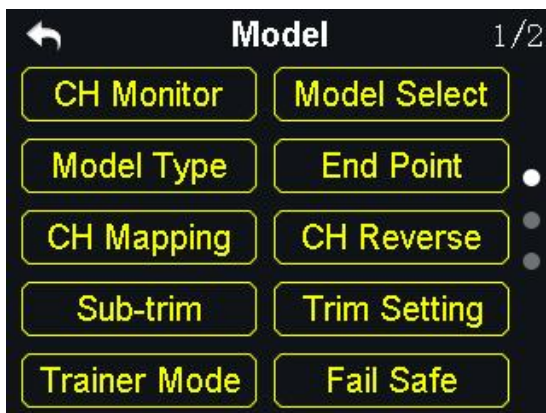 Model 1/2
CH Monitor Model Select
Model Type End Point
CH Mapping CH Reverse
Sub-trim Trim Setting
Trainer Mode Fail Safe